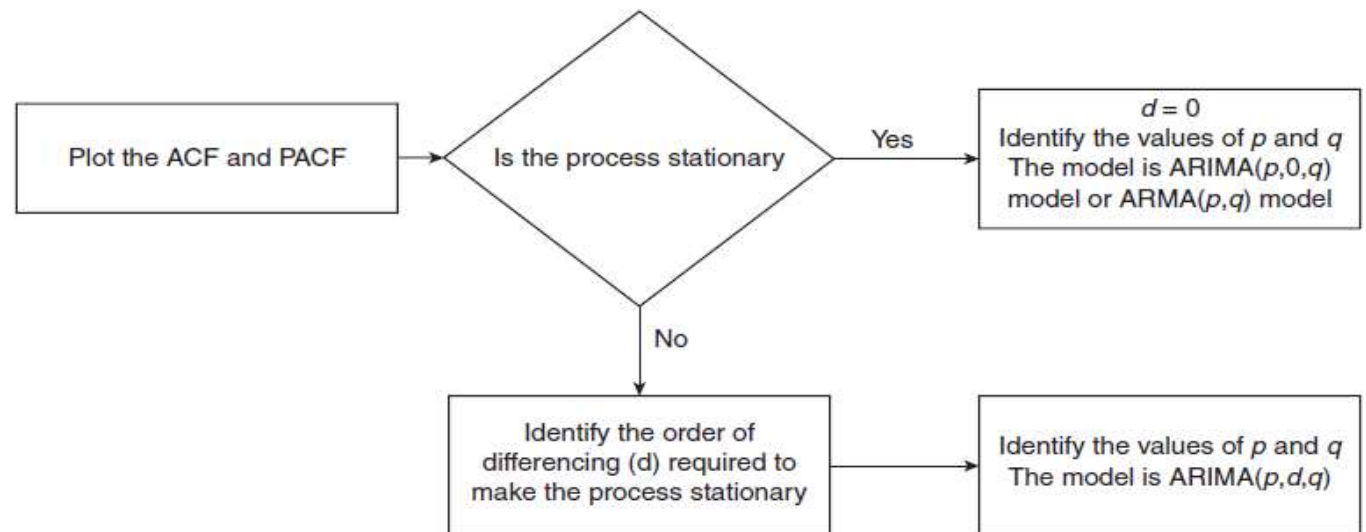 Plot the ACF and PACF
Is the process stationary
Yes
d = 0
Identify the values of p and q
The model is ARIMA(p,0,q)
model or ARMA(p,q) model
No
Identify the order of
differencing (d) required to
make the process stationary
Identify the values of p and q
The model is ARIMA(p,d,q)